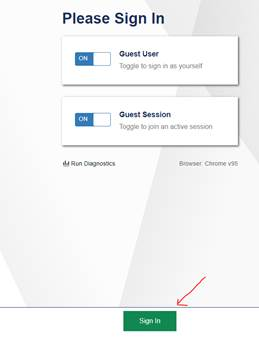 Please Sign In
ON
Guest User
Toggle to sign in as yourself
ON
Guest Session
Toggle to join an active session
Run Diagnostics
Browser: Chrome v95
Sign In